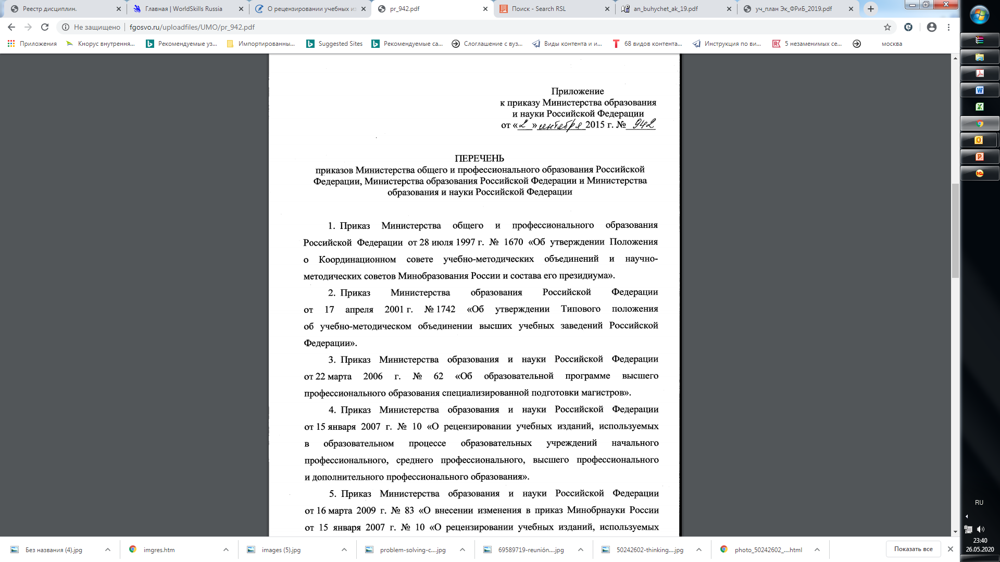 Реестр дисциплин.
Главная | WorldSkills Russia
О рецензировании учебных из
pr_942.pdf
Поиск - Search RSL
an_buhychet_ak_19.pdf
уч_план Эк_ФРиБ_2019.pdf
Не защищено | fgosvo.ru/uploadfiles/UMO/pr_942.pdf
Приложения
Кнорус внутрення...
Рекомендуемые уз...
Импортированны...
Suggested Sites
Рекомендуемые са...
Слоглашение с вуз...
Виды контента и и...
68 видов контента...
Инструкция по ви...
5 незаменимых се...
москва
Приложение
к приказу Министерства образования
и науки Российской Федерации
от «2» сентября 2015 г. № 942
ПЕРЕЧЕНЬ
приказов Министерства общего и профессионального образования Российской
Федерации, Министерства образования Российской Федерации и Министерства
образования и науки Российской Федерации
1. Приказ Министерства общего и профессионального образования
Российской Федерации от 28 июля 1997 г. № 1670 «Об утверждении Положения
о Координационном совете учебно-методических объединений и научно-
методических советов Минобразования России и состава его президиума».
2. Приказ Министерства образования Российской Федерации
от 17 апреля 2001 г. № 1742 «Об утверждении Типового положения
об учебно-методическом объединении высших учебных заведений Российской
Федерации».
3. Приказ Министерства образования и науки Российской Федерации
от 22 марта 2006 г. № 62 «Об образовательной программе высшего
профессионального образования специализированной подготовки магистров».
4. Приказ Министерства образования и науки Российской Федерации
от 15 января 2007 г. № 10 «О рецензировании учебных изданий, используемых
в образовательном процессе образовательных учреждений начального
профессионального, среднего профессионального, высшего профессионального
и дополнительного профессионального образования».
5. Приказ Министерства образования и науки Российской Федерации
от 16 марта 2009 г. № 83 «О внесении изменения в приказ Минобрнауки России
от 15 января 2007 г. № 10 «О рецензировании учебных изданий, используемых
RU
23:40
26.05.2020
Без названия (4).jpg
imgres.htm
images (5).jpg
problem-solving-c....jpg
69589719-reunión....jpg
50242602-thinking....jpg
photo_50242602_....html
Показать все